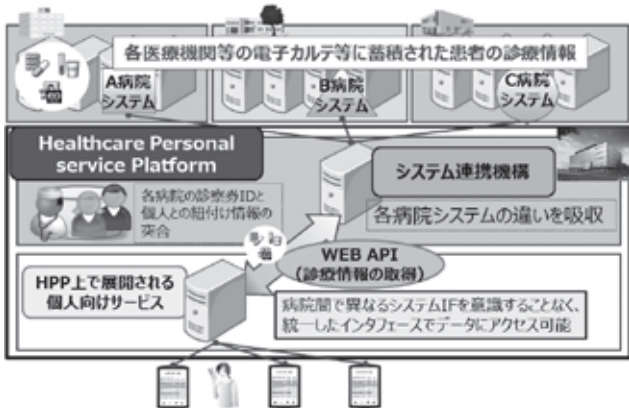 各医療機関等の電子カルテ等に蓄積された患者の診療情報
A病院
システム
B病院
システム
C病院
システム
Healthcare Personal
service Platform
システム連携機構
各病院の診察券IDと
個人との紐付け情報の
突合
各病院システムの違いを吸収
WEB API
(診療情報の取得)
HPP上で展開される
個人向けサービス
病院間で異なるシステムIFを意識することなく、
統一したインタフェースでデータにアクセス可能